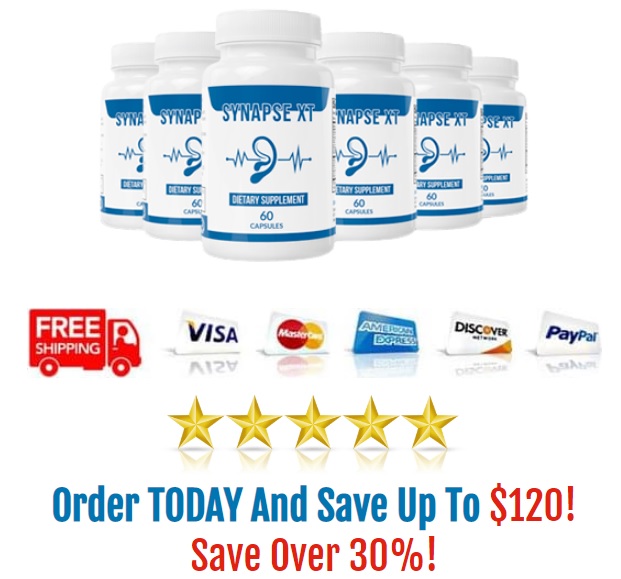 SYNAPSE XT
DIETARY SUPPLEMENT
60
CAPSULES
FREE
SHIPPING
VISA
MasterCard
AMERICAN
EXPRESS
DISCOVER
NETWORK
PayPal
Order TODAY And Save Up To $120!
Save Over 30%!